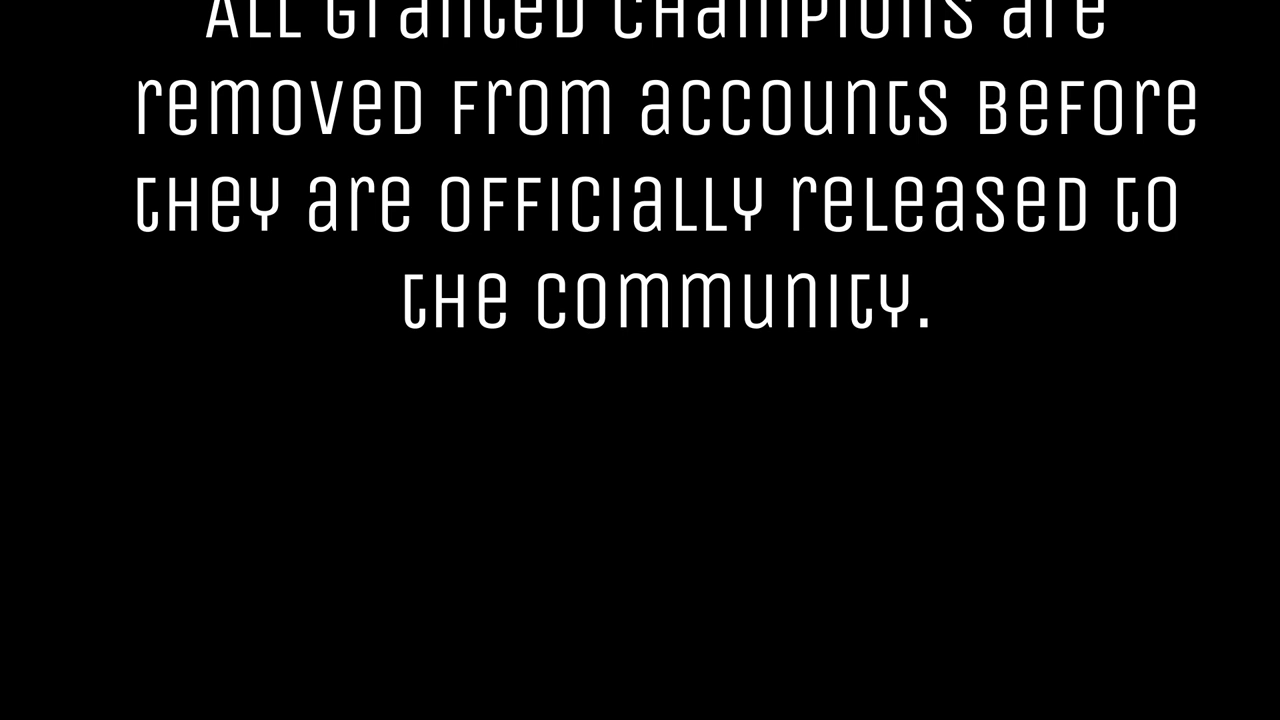 All granted champions are
removed from accounts before
they are officially released to
the community.